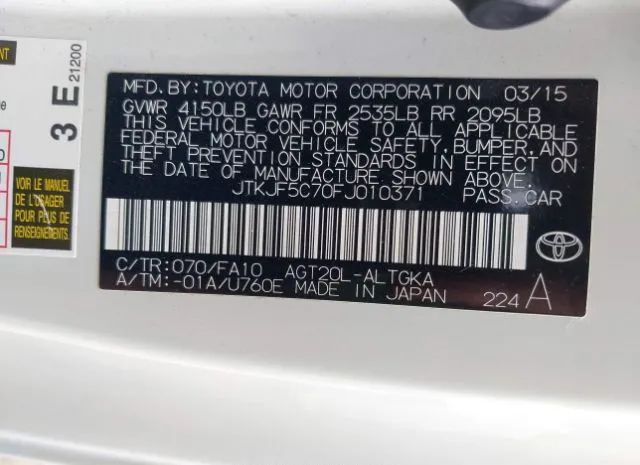 ENT
3 E
21200
VOIR LE MANUEL
DE L'USAGER
POUR PLUS DE
RENSEIGNEMENTS.
MFD.BY:TOYOTA MOTOR CORPORATION 03/15
GVWR 4150LB GAWR FR 2535LB RR 2095LB
THIS VEHICLE CONFORMS TO ALL APPLICABLE
FEDERAL MOTOR VEHICLE SAFETY,BUMPER,AND
THEFT PREVENTION STANDARDS IN EFFECT ON
THE DATE OF MANUFACTURE SHOWN ABOVE.
JTKJF5C70FJ010371 PASS.CAR
C/TR:070/FA10 AGT20L-ALTGKA
A/TM:-01A/U760E MADE IN JAPAN 224 A